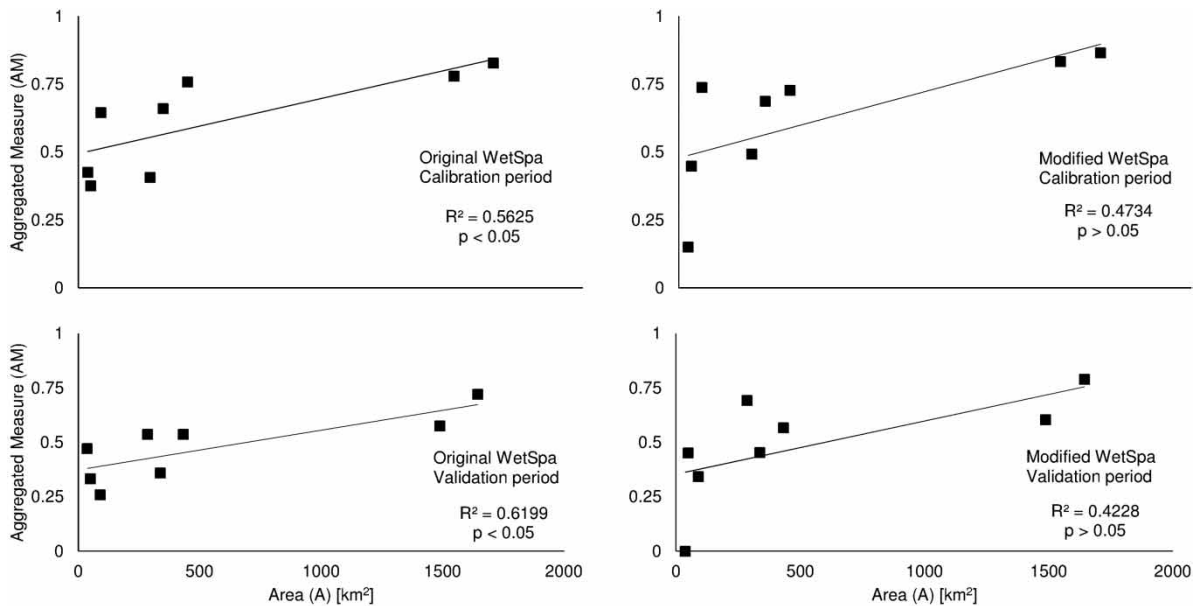 1
0.75
0.5
0.25
0
Aggregated Measure (AM)
Original WetSpa
Calibration period
R² = 0.5625
p < 0.05
1
0.75
0.5
0.25
0
Modified WetSpa
Calibration period
R² = 0.4734
p > 0.05
1
0.75
0.5
0.25
0
Aggregated Measure (AM)
Original WetSpa
Validation period
R² = 0.6199
p < 0.05
0 500 1000 1500 2000
Area (A) [km²]
1
0.75
0.5
0.25
0
Modified WetSpa
Validation period
R² = 0.4228
p > 0.05
0 500 1000 1500 2000
Area (A) [km²]